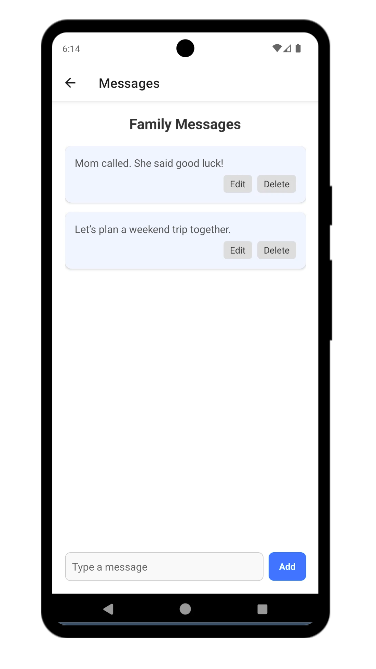 6:14
Messages
Family Messages
Mom called. She said good luck!
Edit Delete
Let's plan a weekend trip together.
Edit Delete
Type a message Add